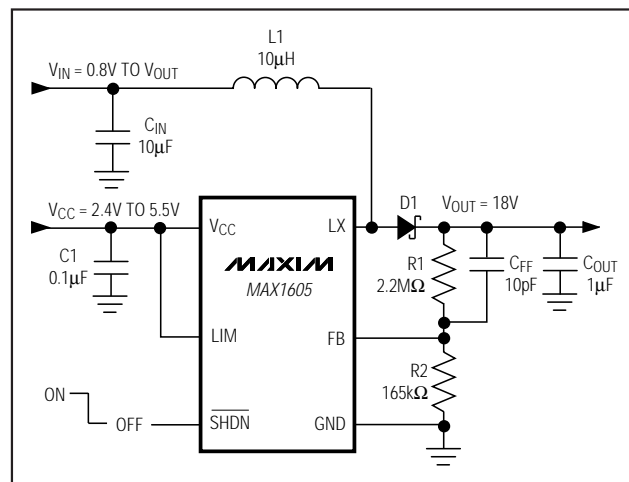 L1
10µH
VIN = 0.8V TO VOUT
CIN
10µF
VCC = 2.4V TO 5.5V
C1
0.1µF
VCC
LX
MAXIM
MAX1605
LIM
FB
SHDN
GND
ON
OFF
D1
VOUT = 18V
R1
2.2MΩ
CFF
10pF
COUT
1µF
R2
165kΩ